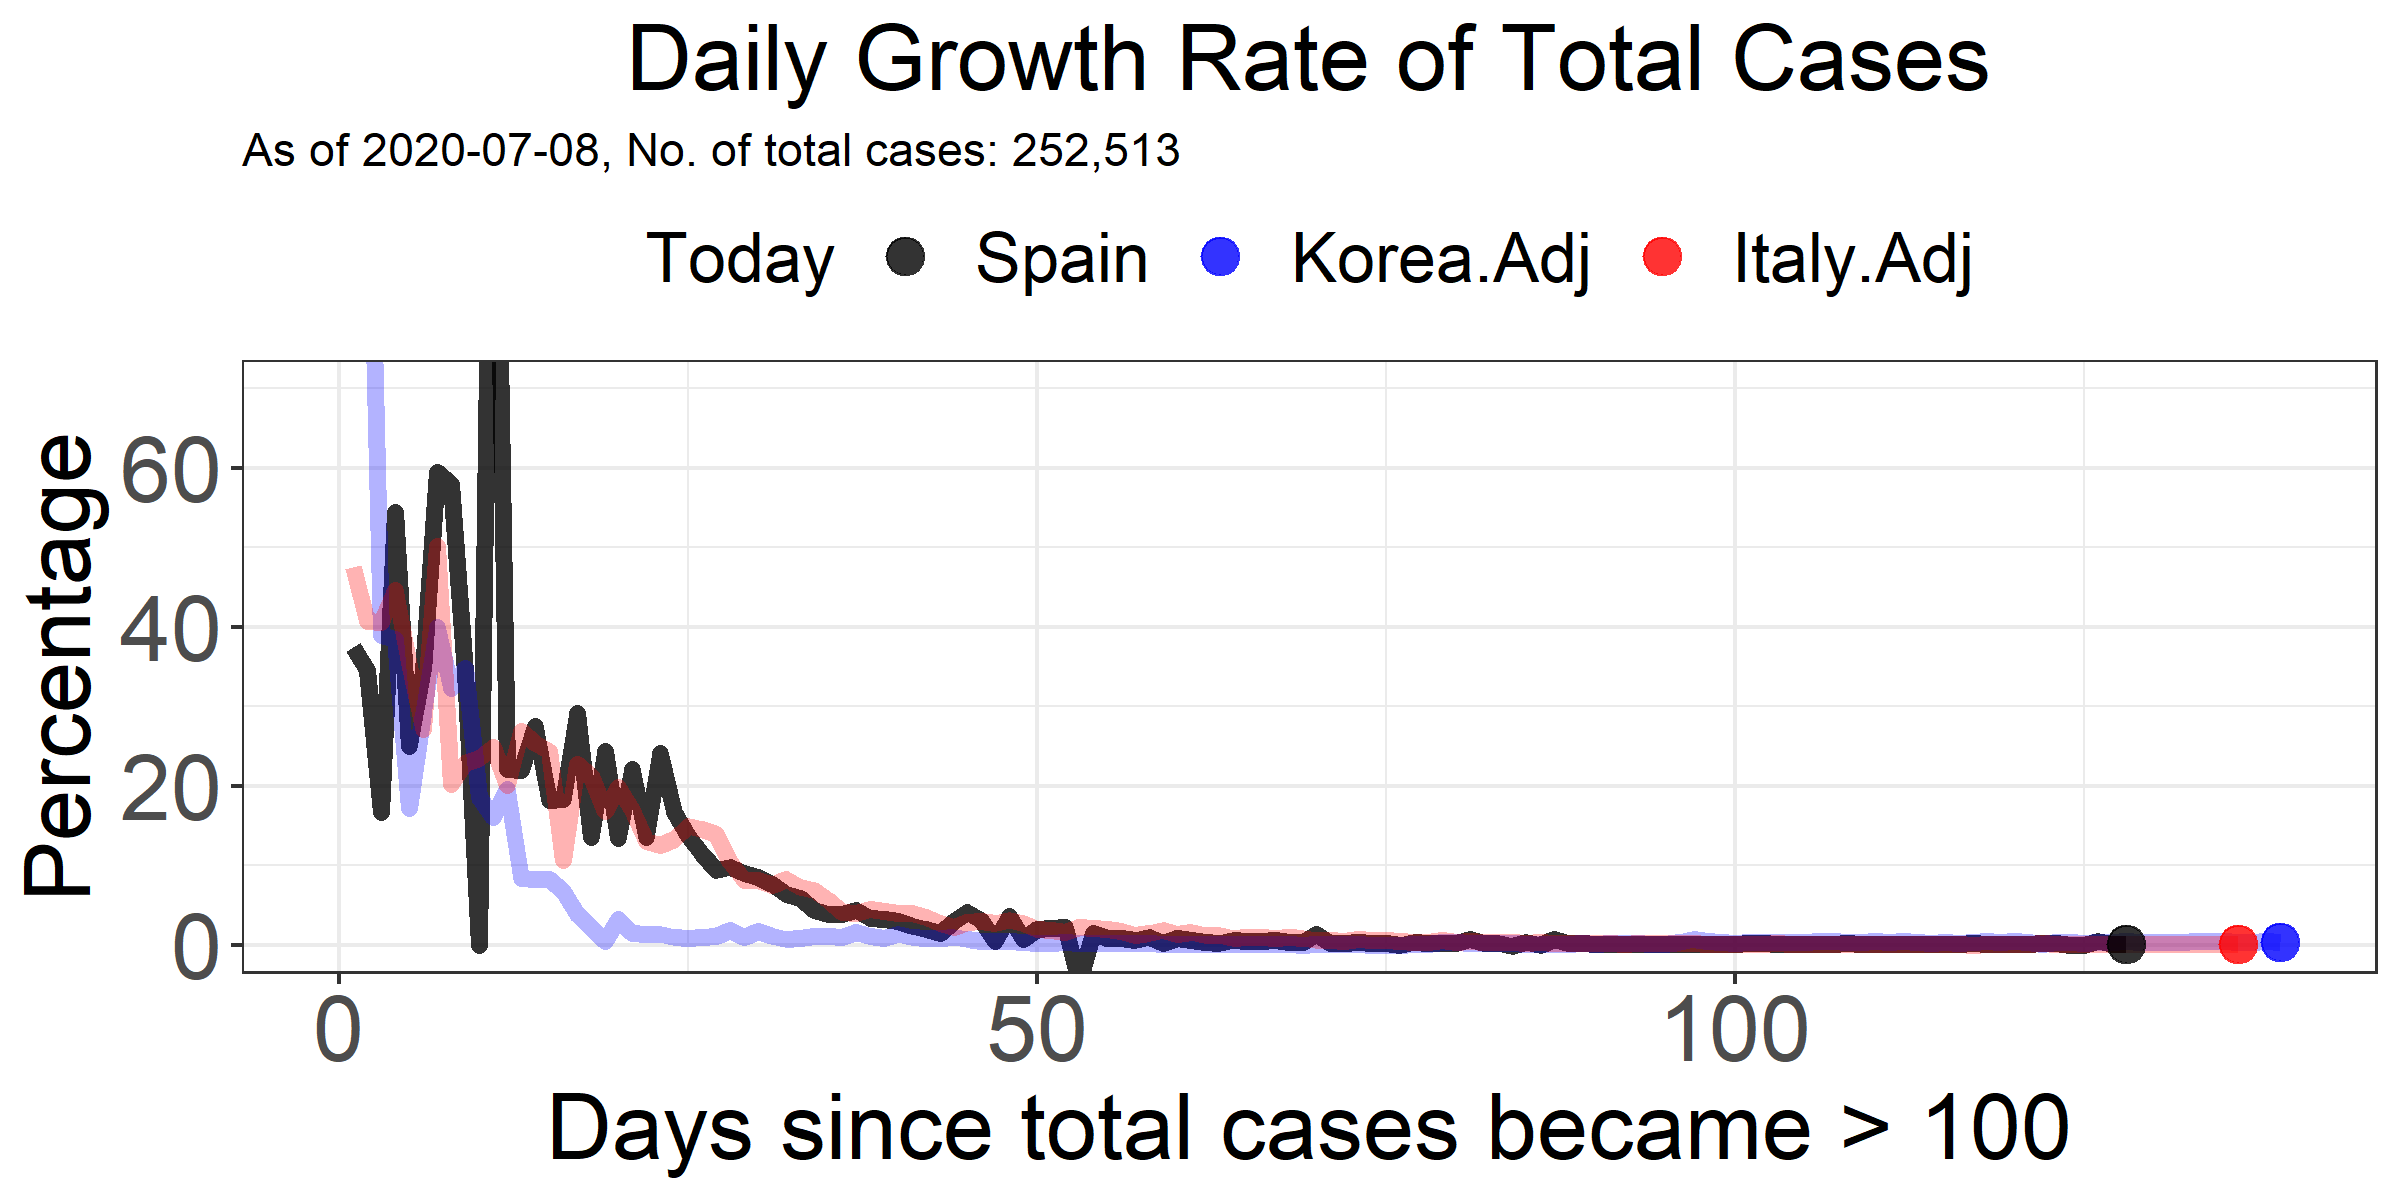 Daily Growth Rate of Total Cases
As of 2020-07-08, No. of total cases: 252,513
Today Spain Korea.Adj Italy.Adj
Percentage
60
40
20
0
0 50 100
Days since total cases became > 100